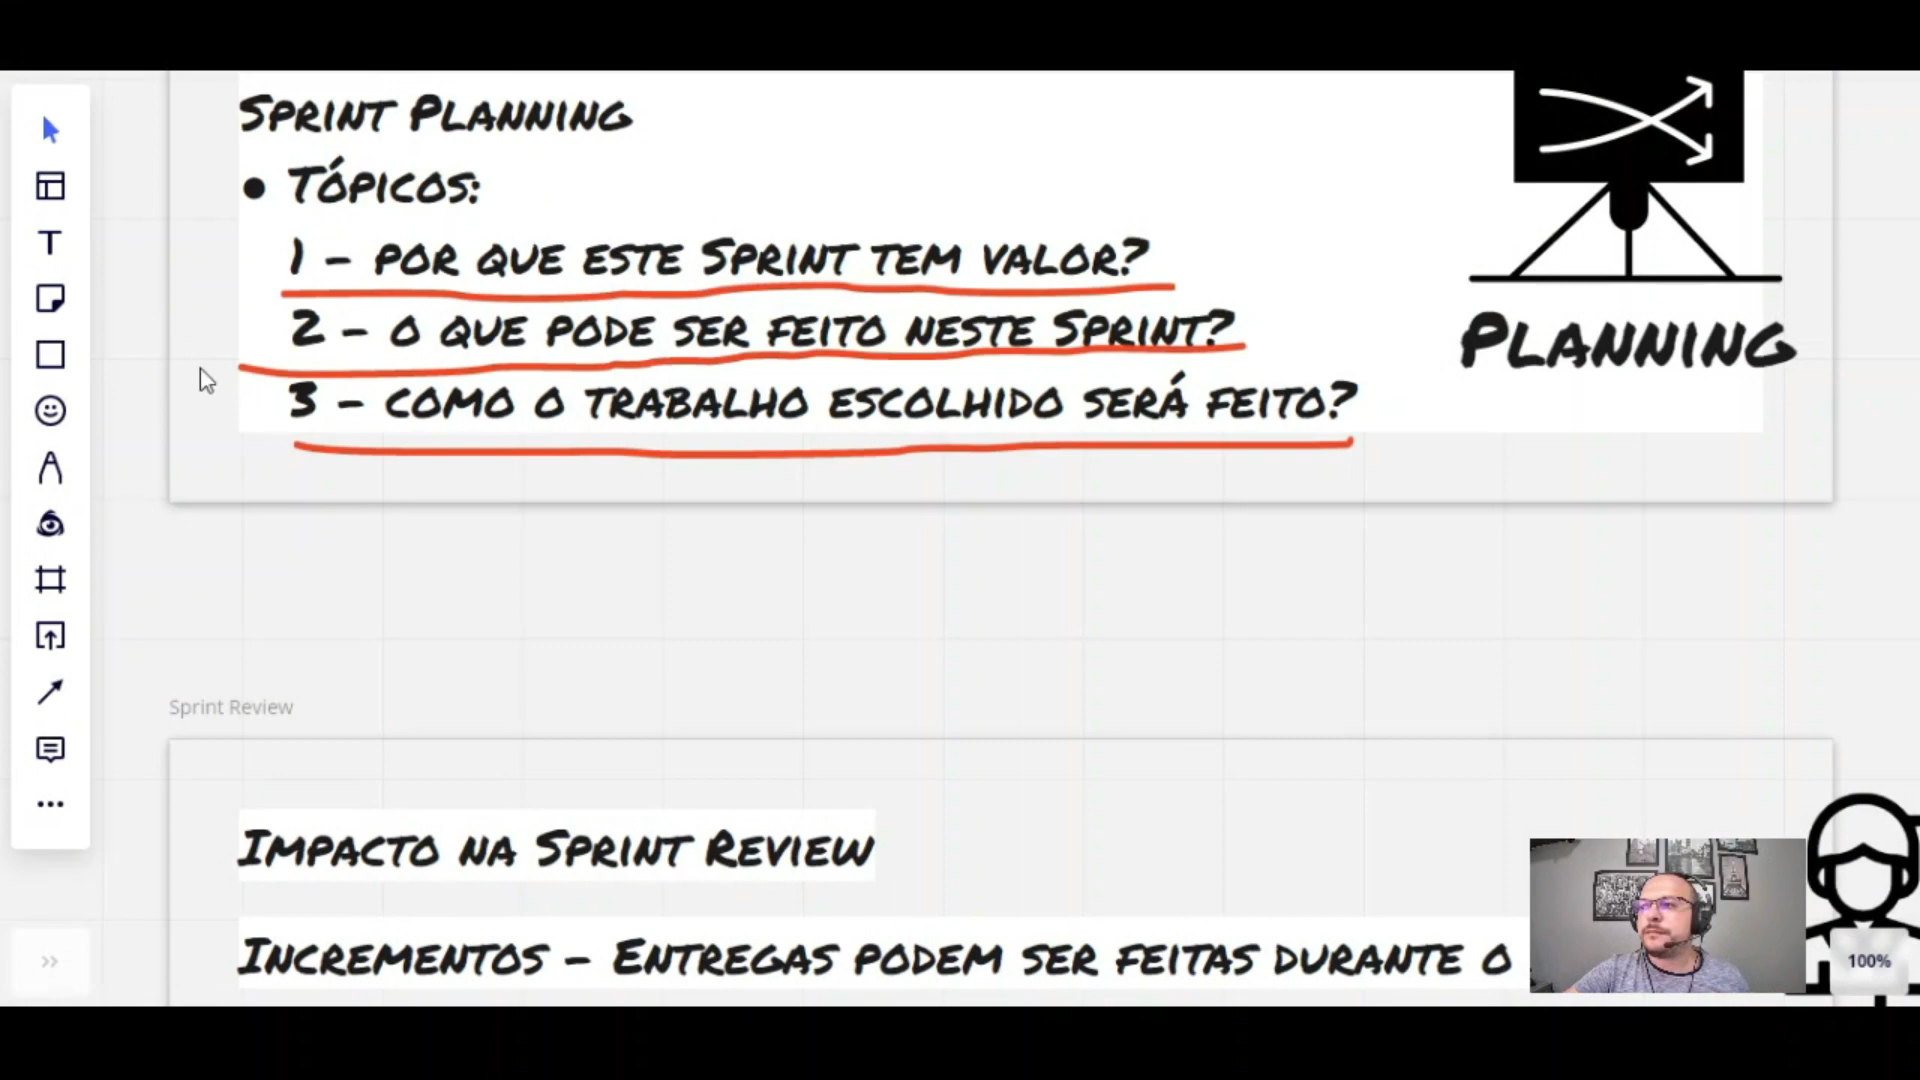 Sprint Planning
• Tópicos:
1 - por que este Sprint tem valor?
2 - o que pode ser feito neste Sprint?
3 - como o trabalho escolhido será feito?
Planning
Sprint Review
Impacto na Sprint Review
Incrementos - Entregas podem ser feitas durante o
100%